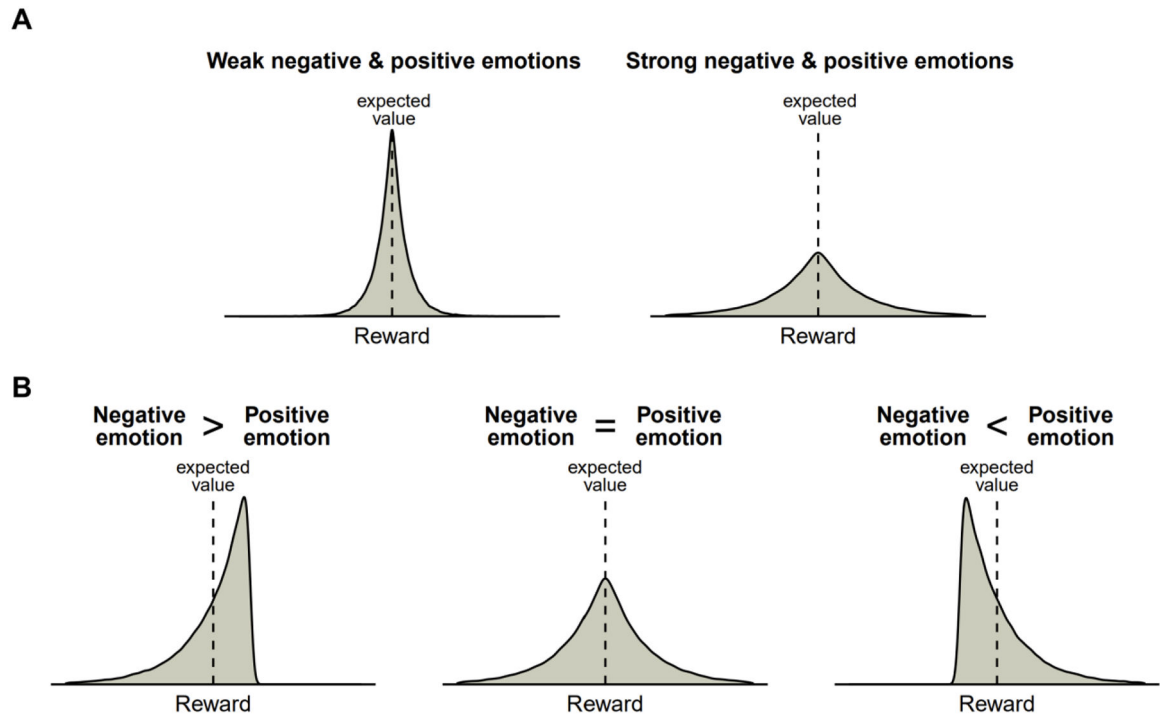 A
Weak negative & positive emotions
expected
value
Reward
Strong negative & positive emotions
expected
value
Reward
B
Negative
emotion
>
Positive
emotion
expected
value
Reward
Negative
emotion
=
Positive
emotion
expected
value
Reward
Negative
emotion
<
Positive
emotion
expected
value
Reward